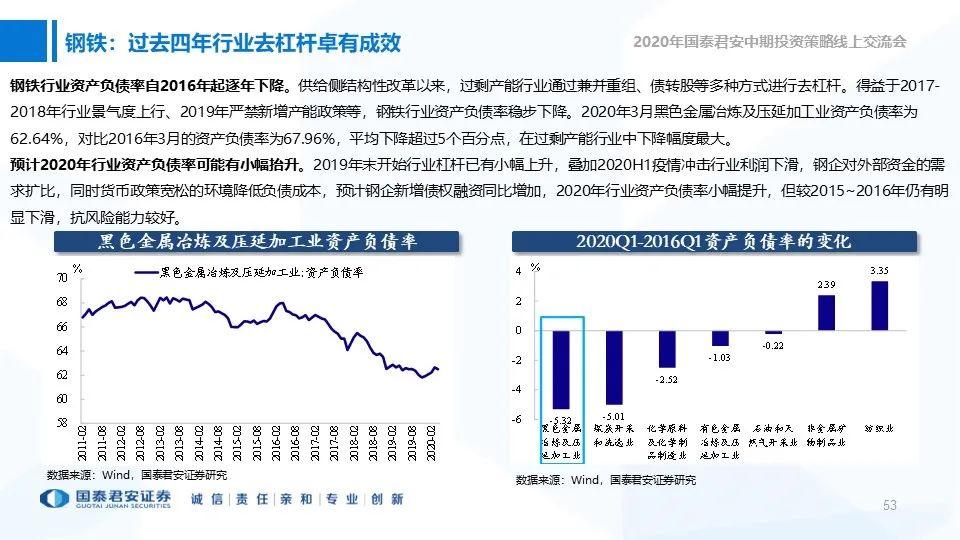 钢铁：过去四年行业去杠杆卓有成效
2020年国泰君安中期投资策略线上交流会
钢铁行业资产负债率自2016年起逐年下降。供给侧结构性改革以来，过剩产能行业通过兼并重组、债转股等多种方式进行去杠杆。得益于2017-
2018年行业景气度上行、2019年严禁新增产能政策等，钢铁行业资产负债率稳步下降。2020年3月黑色金属冶炼及压延加工业资产负债率为
62.64%，对比2016年3月的资产负债率为67.96%，平均下降超过5个百分点，在过剩产能行业中下降幅度最大。
预计2020年行业资产负债率可能有小幅抬升。2019年末开始行业杠杆已有小幅上升，叠加2020H1疫情冲击行业利润下滑，钢企对外部资金的需
求扩比，同时货币政策宽松的环境降低负债成本，预计钢企新增债权融资同比增加，2020年行业资产负债率小幅提升，但较2015~2016年仍有明
显下滑，抗风险能力较好。
黑色金属冶炼及压延加工业资产负债率
%
黑色金属冶炼及压延加工业:资产负债率
70
68
66
64
62
60
58
2011-02
2011-08
2012-02
2012-08
2013-02
2013-08
2014-02
2014-08
2015-02
2015-08
2016-02
2016-08
2017-02
2017-08
2018-02
2018-08
2019-02
2019-08
2020-02
数据来源：Wind，国泰君安证券研究
2020Q1-2016Q1资产负债率的变化
%
4
2
0
-2
-4
-6
-5.32
-5.01
-2.52
-1.03
-0.22
2.39
3.35
黑色金属
冶炼及压
延加工业
煤炭开采
和洗选业
化学原料
及化学制
品制造业
有色金属
冶炼及压
延加工业
石油和天
然气开采业
非金属矿
物制品业
纺织业
数据来源：Wind，国泰君安证券研究
国泰君安证券
GUOTAI JUNAN SECURITIES
诚信|责任|亲和|专业|创新
53